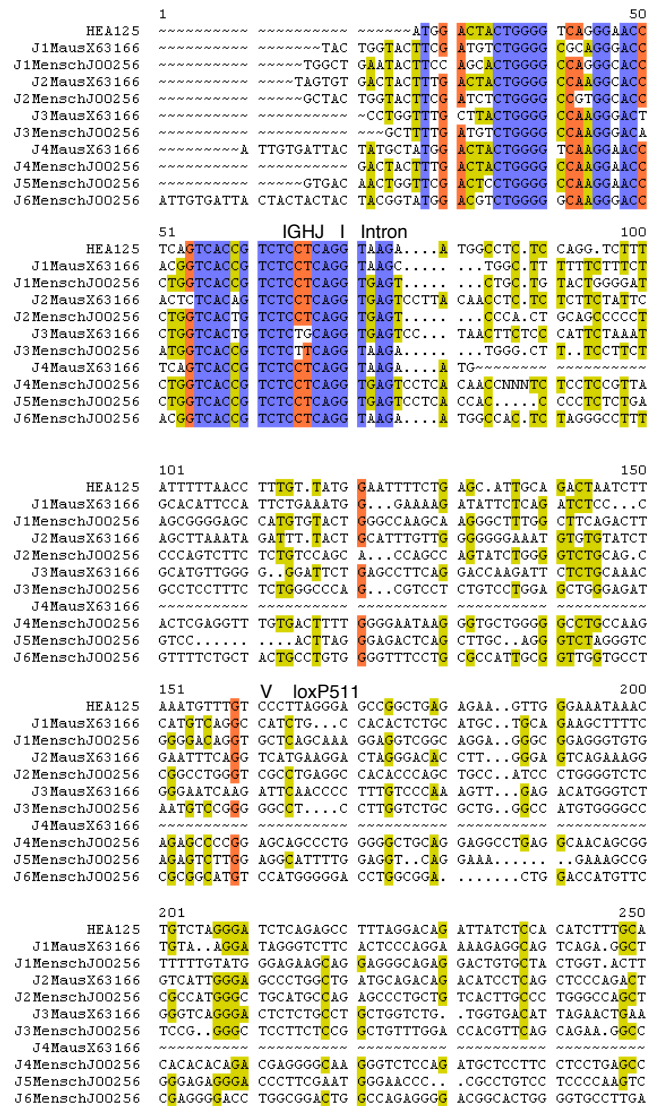 1 50
HEA125 ~~~~~~~~~~ ~~~~~~~~~~ ~~~~~~ATGG ACTACTGGGG TCAGGGAACC
J1MausX63166 ~~~~~~~~~~ ~~~~~~~TAC TGGTACTTCG ATGTCTGGGG CGCAGGGACC
J1MenschJ00256 ~~~~~~~~~~ ~~~~~TGGCT GAATACTTCC AGCACTGGGG CCAGGGCACC
J2MausX63166 ~~~~~~~~~~ ~~~~TAGTGT GACTACTTTG ACTACTGGGG CCAAGGCACC
J2MenschJ00256 ~~~~~~~~~~ ~~~~~GCTAC TGGTACTTCG ATCTCTGGGG CCGTGGCACC
J3MausX63166 ~~~~~~~~~~ ~~~~~~~~~~ ~CCTGGTTTG CTTACTGGGG CCAAGGGACT
J3MenschJ00256 ~~~~~~~~~~ ~~~~~~~~~~ ~~~GCTTTTG ATGTCTGGGG CCAAGGGACA
J4MausX63166 ~~~~~~~~~A TTGTGATTAC TATGCTATGG ACTACTGGGG TCAAGGAACC
J4MenschJ00256 ~~~~~~~~~~ ~~~~~~~~~~ GACTACTTTG ACTACTGGGG CCAAGGAACC
J5MenschJ00256 ~~~~~~~~~~ ~~~~~GTGAC AACTGGTTCG ACTCCTGGGG CCAAGGAACC
J6MenschJ00256 ATTGTGATTA CTACTACTAC TACGGTATGG ACGTCTGGGG CCAAGGGACC
IGHJ I Intron
51 100
HEA125 TCAGTCACCG TCTCCTCAGG TAAGA....A TGGCCTC.TC CAGG.TCTTT
J1MausX63166 ACGGTCACCG TCTCCTCAGG TAAGC..... ..TGGC.TTT TTTCTTTCT
J1MenschJ00256 CTGGTCACCG TCTCCTCAGG TGAGT..... ..CTGC.TG TACTGGGGAT
J2MausX63166 ACTCTCACAG TCTCCTCAGG TGAGTCCTTA CAACCTC.TC TCTTCTATTC
J2MenschJ00256 CTGGTCACTG TCTCCTCAGG TGAGT..... ..CCCA.CT GCAGCCCCCT
J3MausX63166 CTGGTCACTG TCTCTGCAGG TGAGTCC... TAACTTCTCC CATTCTAAAT
J3MenschJ00256 ATGGTCACCG TCTCTTCAGG TAAGA..... ..TGGG.CTT ..TCCTTCT
J4MausX63166 TCAGTCACCG TCTCCTCAGG TAAGA....A TG~~~~~~~~ ~~~~~~~~~~
J4MenschJ00256 CTGGTCACCG TCTCCTCAGG TGAGTCCTCA CAACCNNNTC TCCTCCGTTA
J5MenschJ00256 CTGGTCACCG TCTCCTCAGG TGAGTCCTCA CCAC.....C CCCTCTCTGA
J6MenschJ00256 ACGGTCACCG TCTCCTCAGG TAAGA....A TGGCCAC.TC TAGGGCCTTT
101 150
HEA125 ATTTTTAACC TTTGT.TATG GAATTTTCTG AGC.ATTGCA GACTAATCTT
J1MausX63166 GCACATTCCA TTCTGAAATG G...GAAAAG ATATTCTCAG ATCTCC...C
J1MenschJ00256 AGCGGGGAGC CATGTGTACT GGGCCAAGCA AGGGCTTTGG CTTCAGACTT
J2MausX63166 AGCTTAAATA GATTT.TACT GCATTTGTTG GGGGGGAAAT GTGTGTATCT
J2MenschJ00256 CCCAGTCTTC TCTGTCCAGC A...CCAGCC AGTATCTGGG GTCTGCAG.C
J3MausX63166 GCATGTTGGG G.GGATTCT GAGCCTTCAG GACCAAGATT CTCTGCAAAC
J3MenschJ00256 GCCTCCTTTC TCTGGGCCCA G...CGTCCT CTGTCCTGGA GCTGGGAGAT
J4MausX63166 ~~~~~~~~~~ ~~~~~~~~~~ ~~~~~~~~~~ ~~~~~~~~~~ ~~~~~~~~~~
J4MenschJ00256 ACTCGAGGTT TGTGACTTTT GGGGAATAAG GGTGCTGGGG GCCTGCCAAG
J5MenschJ00256 GTCC...... ....ACTTAG GGAGACTCAG CTTGC..AGG GTCTAGGGTC
J6MenschJ00256 GTTTTCTGCT ACTGCCTGTG GGGTTTCCTG CGCCATTGCG GGTTGGTGCCT
V loxP511
151 200
HEA125 AAATGTTTGT CCCTTAGGGA GCCGGCTGAG AGAA..GTTG GGAAATAAAC
J1MausX63166 CATGTCAGGC CATCTG...C CACACTCTGC ATGC..TGCA GAAGCTTTTC
J1MenschJ00256 GGGGACAGGT GCTCAGCAAA GGAGGTCGGC AGGA..GGGC GGAGGGTGTG
J2MausX63166 GAATTTCAGG TCATGAAGGA CTAGGGACAC CTT...GGGA GTCAGAAAGG
J2MenschJ00256 CGGCCTGGGT CGCCTGAGGC CACACCCAGC TGCC..ATCC CTGGGGTCTC
J3MausX63166 GGGAATCAAG ATTCAACCCC TTTGTCCCAA AGTT..GAGA CATGGGTCT
J3MenschJ00256 AATGTCCGGG GGCCT....C CTTGGTCTGC GCTG..GGCC ATGTGGGGCC
J4MausX63166 ~~~~~~~~~~ ~~~~~~~~~~ ~~~~~~~~~~ ~~~~~~~~~~ ~~~~~~~~~~
J4MenschJ00256 AGAGCCCCGG AGCAGCCCTG GGGGCTGCAG GAGGCCTGAG GCAACAGCGG
J5MenschJ00256 AGAGTCTTGG AGGCATTTTG GAGGT..CAG GAAA...... ..GAAAGCCG
J6MenschJ00256 CGCGGCATGT CCATGGGGGA CCTGGCGGA. .......CTG GACCATGTTC
201 250
HEA125 TGTCTAGGGA TCTCAGAGCC TTTAGGACAG ATTATCTCCA CATCTTTGCA
J1MausX63166 TGTA..AGGA TAGGGTCTTC ACTCCCAGGA AAAGAGGCAG TCAGA.GGCT
J1MenschJ00256 TTTTTGTATG GGAGAAGCAG GAGGGCAGAG GACTGTGCTA CTGGT.ACTT
J2MausX63166 GTCATTGGGA GCCCTGGCTG ATGCAGACAG ACATCCTCAG CTCCCAGACT
J2MenschJ00256 CGCCATGGGC TGCATGCCAG AGCCCTGCTG TCACTTGCCC TGGGCCAGCT
J3MausX63166 GGGTCAGGGA CTCTCTGCCT GCTGGTCTG. TGGTGACATT TAGAACTGAA
J3MenschJ00256 TCCG..GGGC TCCTTCTCCG GCTGTTTGGA CCACGTTCAG CAGAA.GGCC
J4MausX63166 ~~~~~~~~~~ ~~~~~~~~~~ ~~~~~~~~~~ ~~~~~~~~~~ ~~~~~~~~~~
J4MenschJ00256 CACACACAGA CGAGGGGCAA GGGTCTCCAG ATGCTCCTTC CTCCTGAGCC
J5MenschJ00256 GGGAGAGGGA CCCTTCGAAT GGGAACCC.. CGCCTGTCC TCCCCAAGTC
J6MenschJ00256 CGAGGGGACC TGGCGGACTG GCCAGAGGGG ACGGCACTGG GGTGCCTTGA